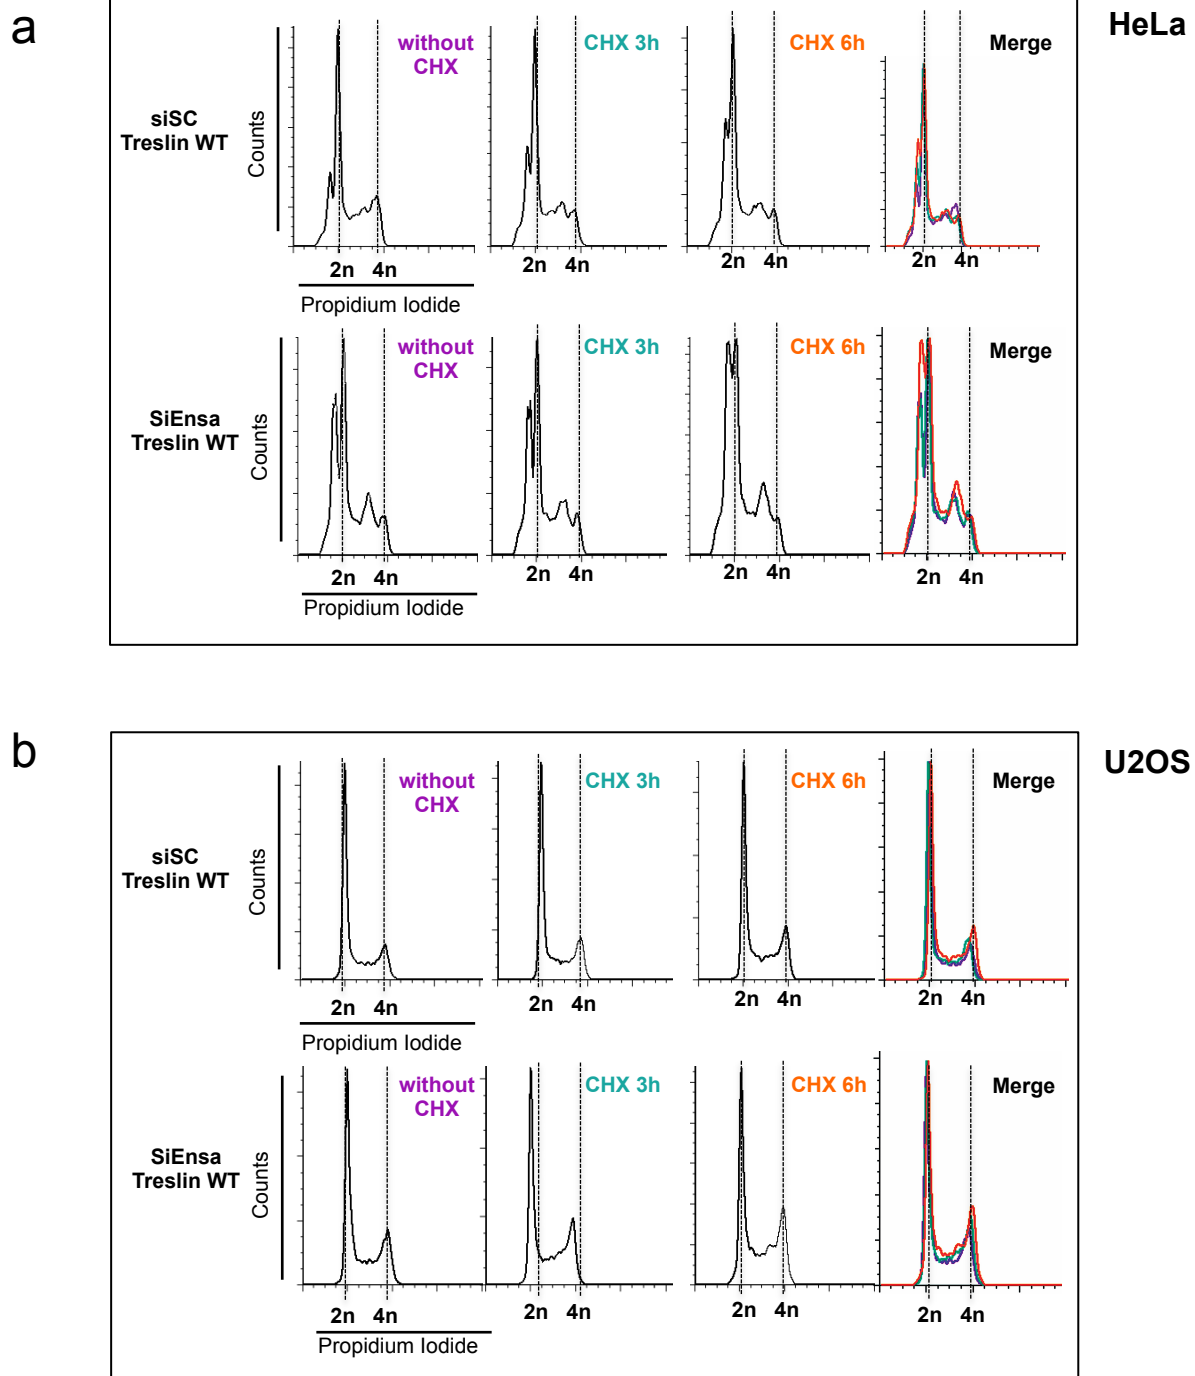 a
HeLa
without
CHX
CHX 3h
CHX 6h
Merge
siSC
Treslin WT
Counts
2n 4n
2n 4n
2n 4n
2n 4n
Propidium Iodide
without
CHX
CHX 3h
CHX 6h
Merge
SiEnsa
Treslin WT
Counts
2n 4n
2n 4n
2n 4n
2n 4n
Propidium Iodide
b
U2OS
without
CHX
CHX 3h
CHX 6h
Merge
siSC
Treslin WT
Counts
2n 4n
2n 4n
2n 4n
2n 4n
Propidium Iodide
without
CHX
CHX 3h
CHX 6h
Merge
SiEnsa
Treslin WT
Counts
2n 4n
2n 4n
2n 4n
2n 4n
Propidium Iodide